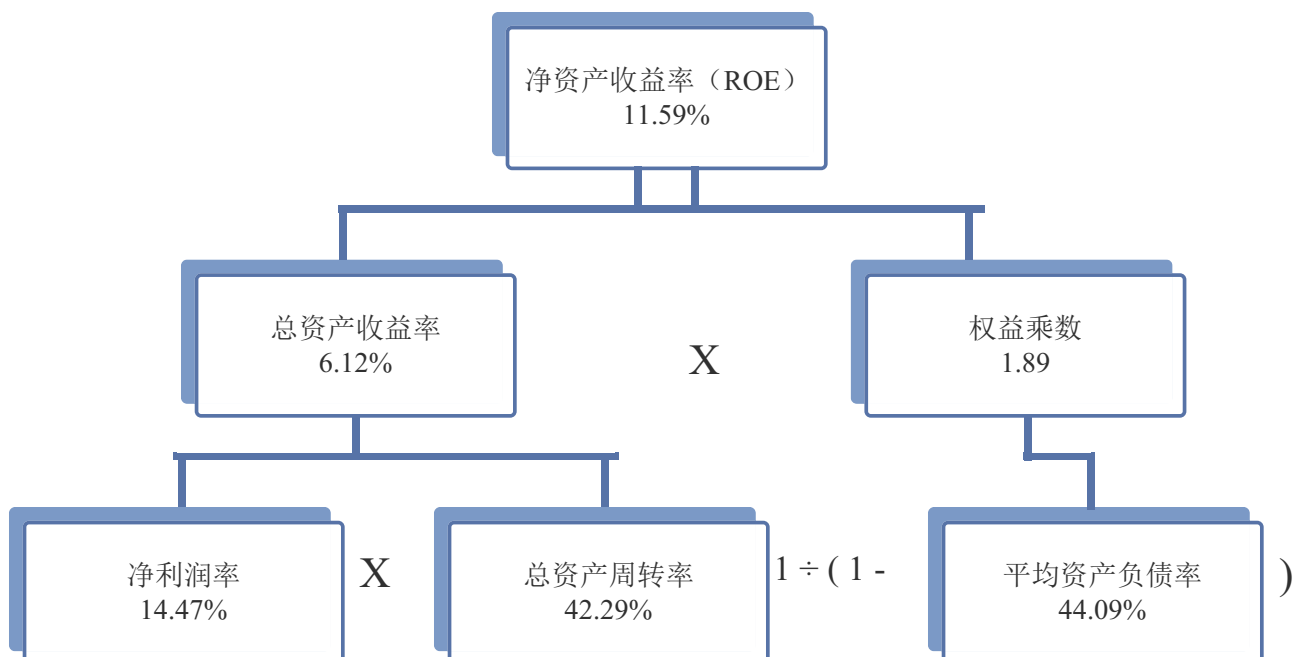 净资产收益率（ROE）
11.59%
总资产收益率
6.12%
X
权益乘数
1.89
净利润率
14.47%
X
总资产周转率
42.29%
1 ÷ ( 1 -
平均资产负债率
44.09%
)